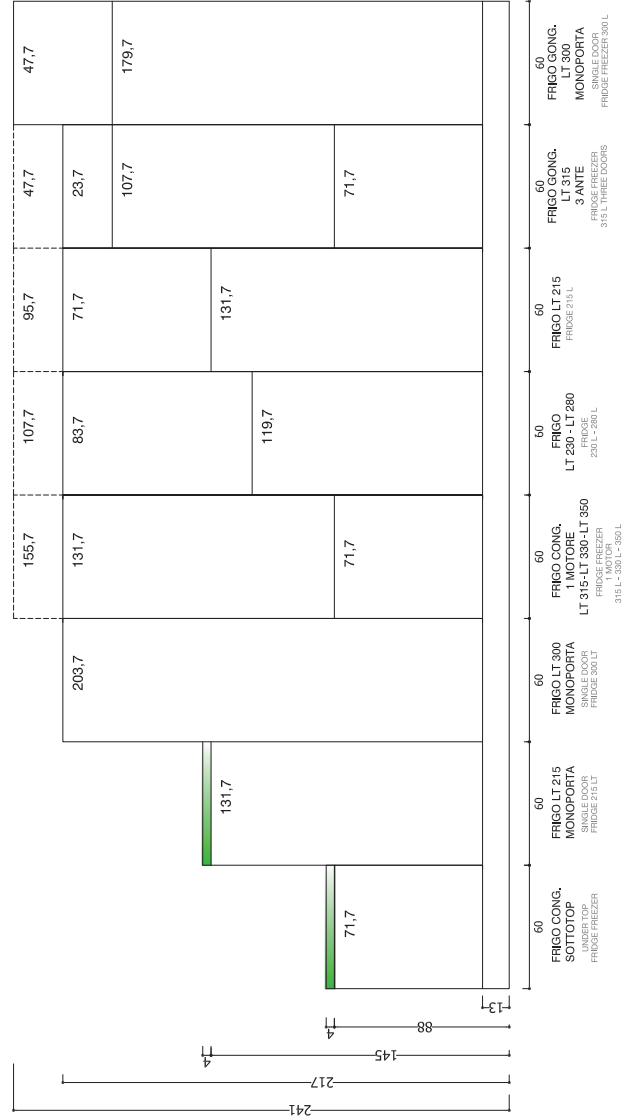 155,7
107,7
95,7
47,7
47,7
203,7
131,7
83,7
71,7
23,7
107,7
179,7
131,7
71,7
71,7
119,7
131,7
71,7
241
217
4
145
4
88
13
60
FRIGO CONG.
SOTTOTOP
UNDER TOP
FRIDGE FREEZER
60
FRIGO LT 215
MONOPORTA
SINGLE DOOR
FRIDGE 215 LT
60
FRIGO LT 300
MONOPORTA
SINGLE DOOR
FRIDGE 300 LT
60
FRIGO CONG.
1 MOTORE
LT 315 - LT 330 - LT 350
FRIDGE FREEZER
1 MOTOR
315 L - 330 L - 350 L
60
FRIGO
LT 230 - LT 280
FRIDGE
230 L - 280 L
60
FRIGO LT 215
FRIDGE 215 L
60
FRIGO GONG.
LT 315
3 ANTE
FRIDGE FREEZER
315 L THREE DOORS
60
FRIGO GONG.
LT 300
MONOPORTA
SINGLE DOOR
FRIDGE FREEZER 300 L